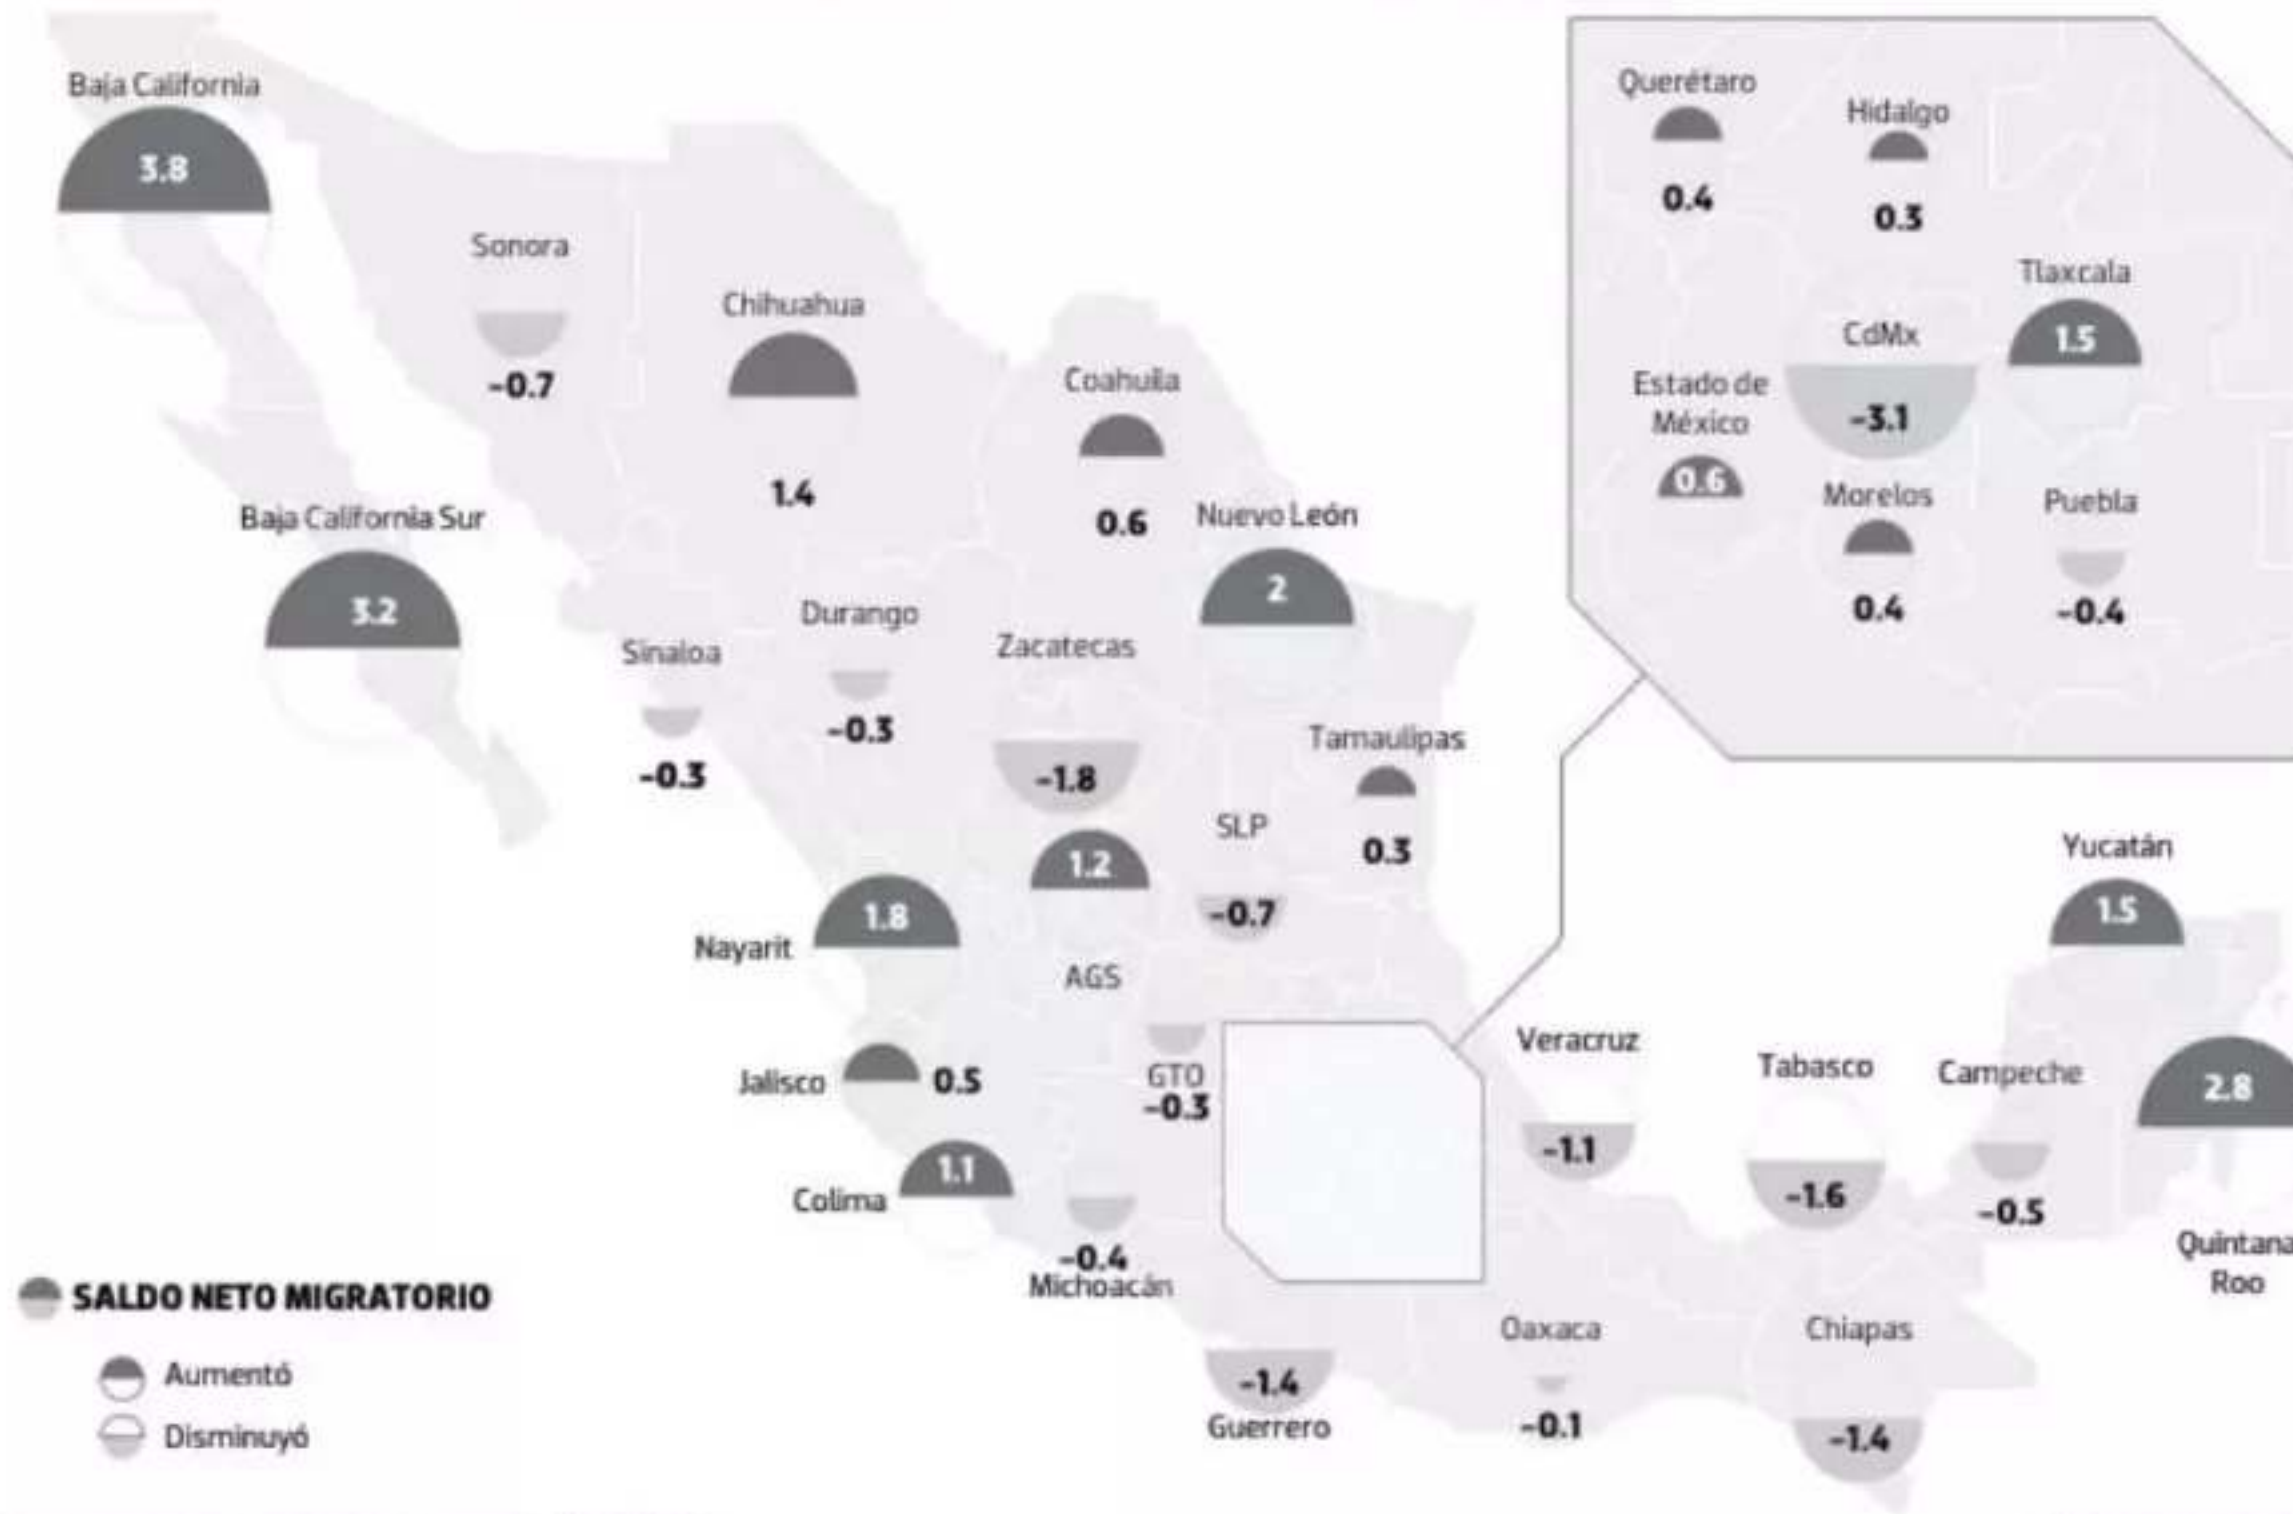 Baja California
3.8
Sonora
-0.7
Chihuahua
1.4
Coahuila
0.6
Nuevo León
2
Baja California Sur
3.2
Sinaloa
-0.3
Durango
-0.3
Zacatecas
-1.8
Tamaulipas
0.3
SLP
-0.7
1.2
AGS
Nayarit
1.8
Jalisco
0.5
GTO
-0.3
Colima
1.1
-0.4
Michoacán
-1.4
Guerrero
Veracruz
-1.1
Tabasco
-1.6
Campeche
-0.5
Yucatán
1.5
2.8
Quintana
Roo
Oaxaca
-0.1
Chiapas
-1.4
Querétaro
0.4
Hidalgo
0.3
Tlaxcala
1.5
CdMx
-3.1
Estado de
México
0.6
Morelos
0.4
Puebla
-0.4
SALDO NETO MIGRATORIO
Aumentó
Disminuyó